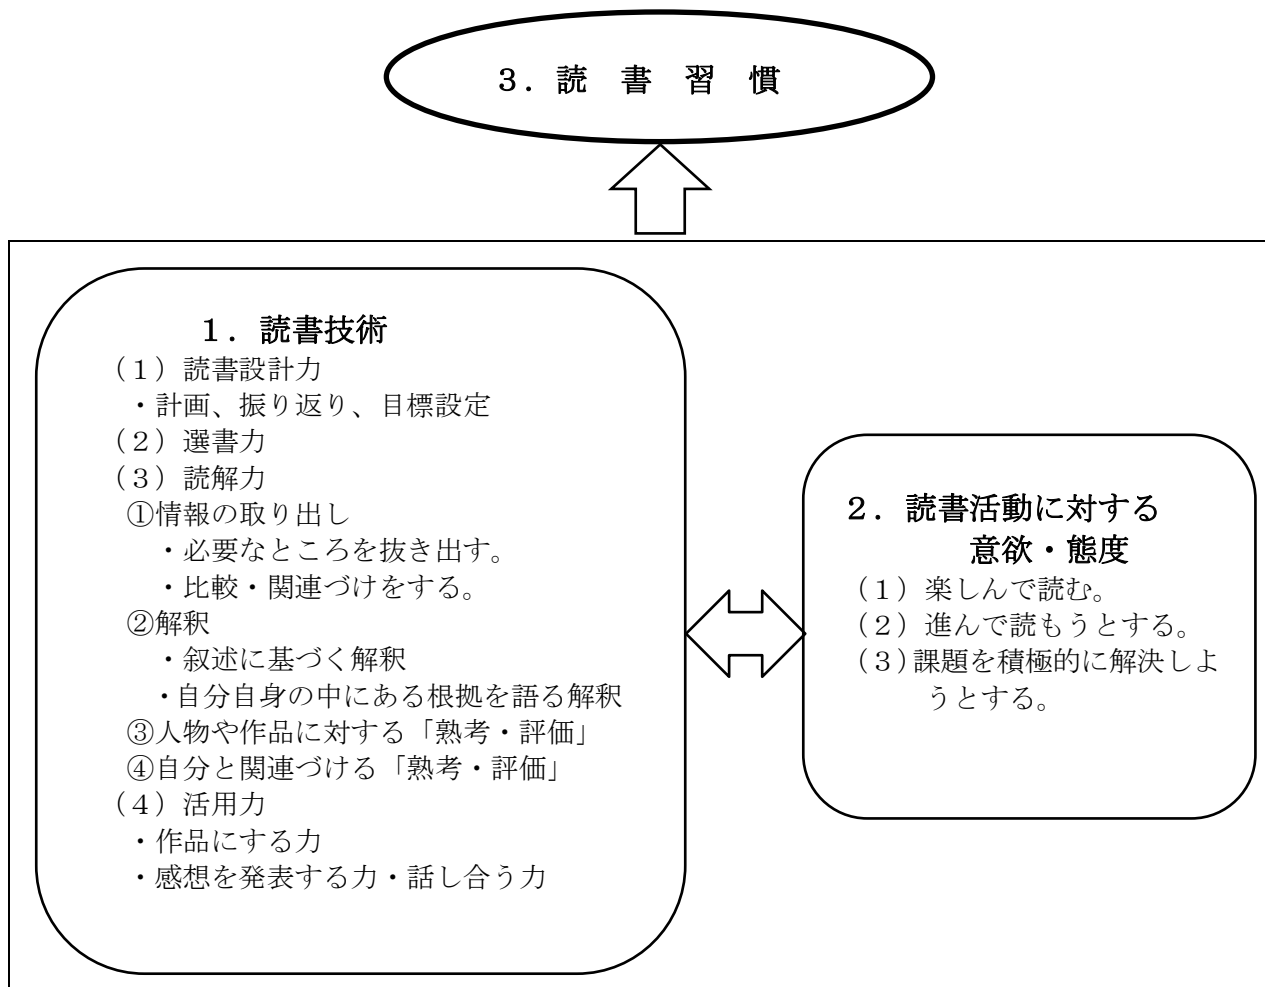 ３．読　書　習　慣
１．読書技術
（１）読書設計力
・計画、振り返り、目標設定
（２）選書力
（３）読解力
①情報の取り出し
・必要なところを抜き出す。
・比較・関連づけをする。
②解釈
・叙述に基づく解釈
・自分自身の中にある根拠を語る解釈
③人物や作品に対する「熟考・評価」
④自分と関連づける「熟考・評価」
（４）活用力
・作品にする力
・感想を発表する力・話し合う力
２．読書活動に対する
意欲・態度
（１）楽しんで読む。
（２）進んで読もうとする。
（３）課題を積極的に解決しよ
うとする。